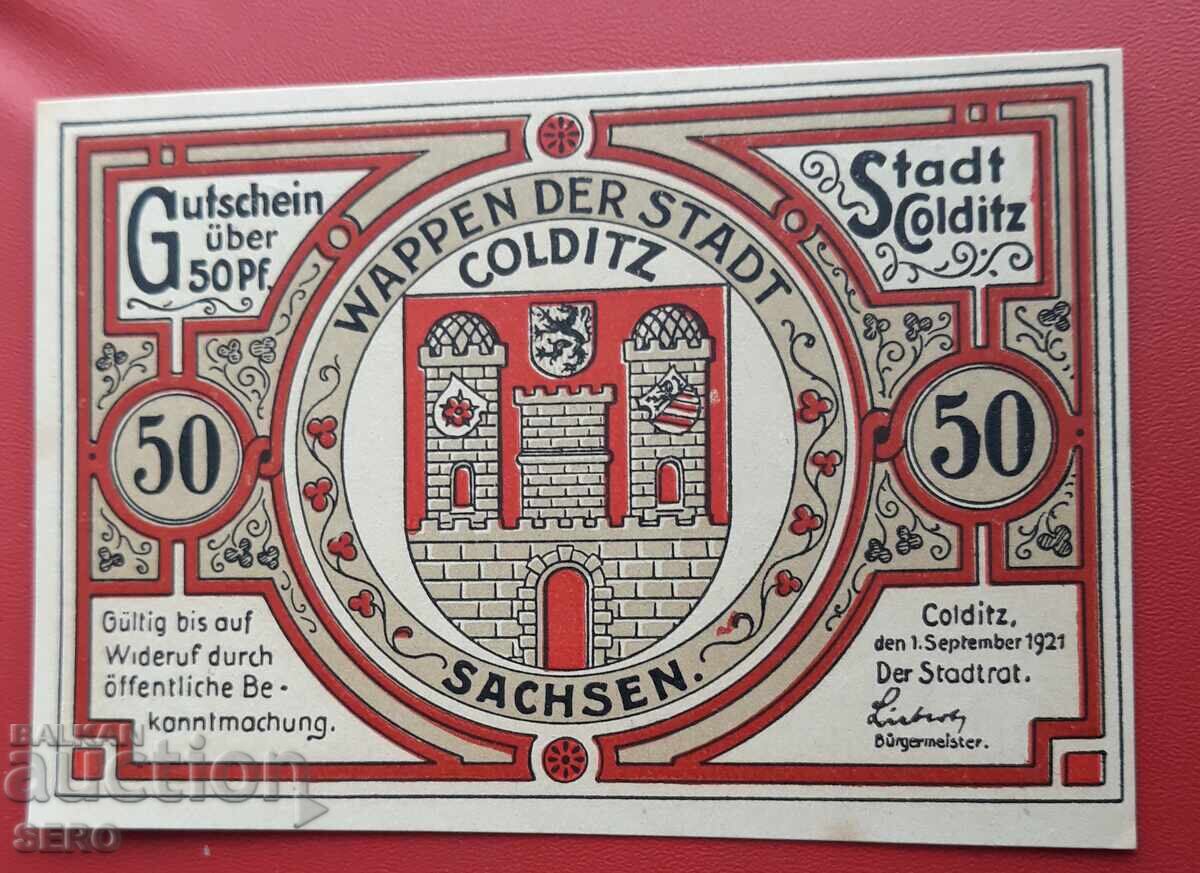 Gutschein
über
50 Pf.
Stadt
Colditz
WAPPEN DER STADT
COLDITZ
SACHSEN.
50
50
Gültig bis auf
Wideruf durch
öffentliche Be-
kanntmachung.
Colditz,
den 1. September 1921
Der Stadtrat.
Bürgermeister.
BALKAN
auction
SERO